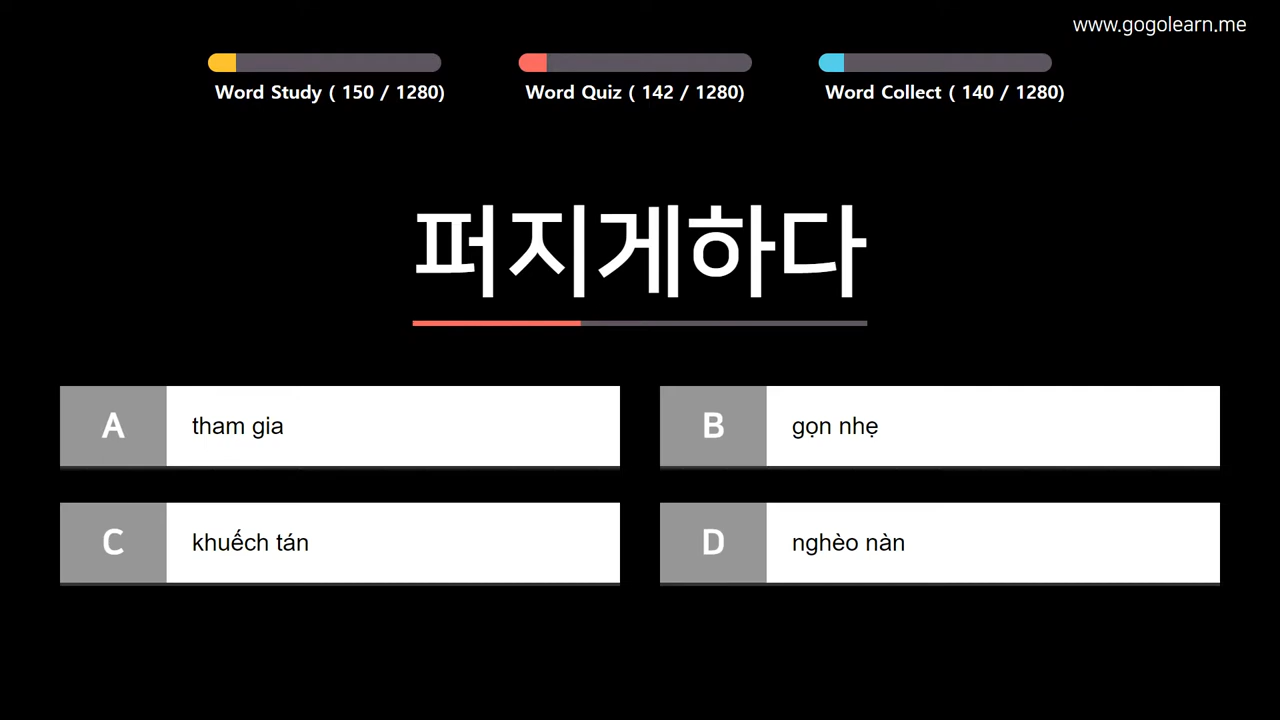 www.gogolearn.me
Word Study ( 150 / 1280)
Word Quiz ( 142 / 1280)
Word Collect ( 140 / 1280)
퍼지게하다
A tham gia
B gọn nhẹ
C khuếch tán
D nghèo nàn